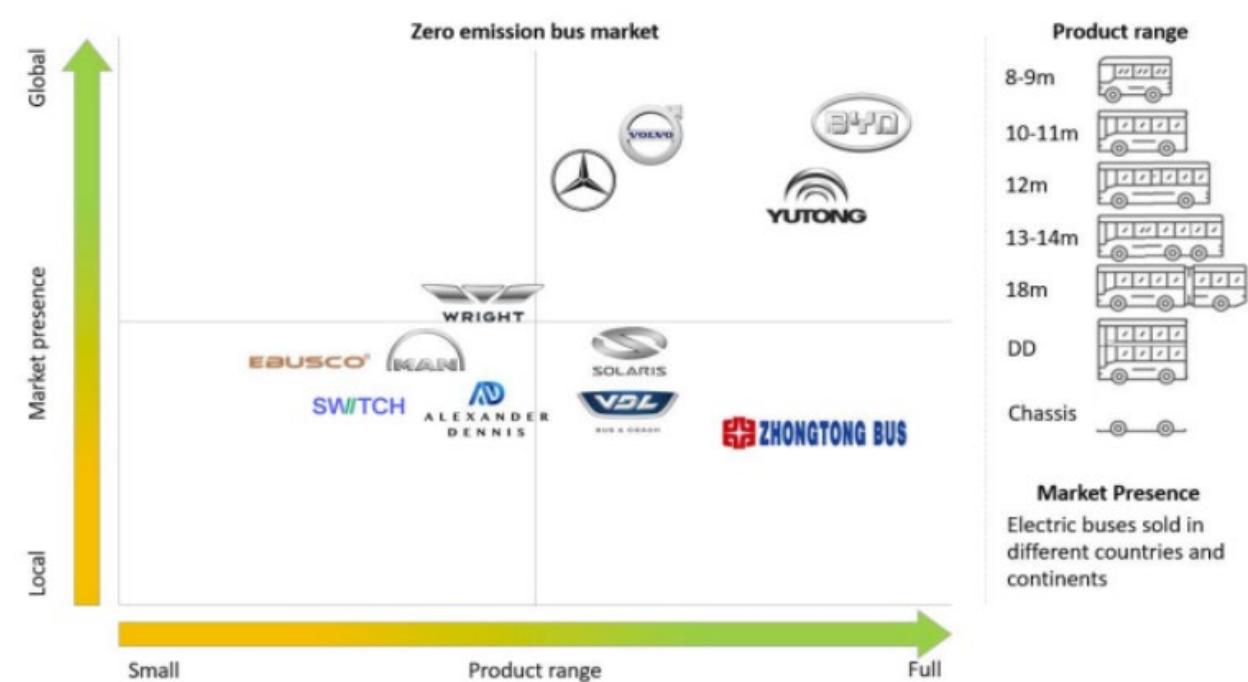 Zero emission bus market
Global
Market presence
Local
VOLVO
BYD
YUTONG
WRIGHT
EBUSCO
MAN
SOLARIS
SWITCH
ALEXANDER
DENNIS
VDL
BUS & COACH
ZHONGTONG BUS
Small
Product range
Full
Product range
8-9m
10-11m
12m
13-14m
18m
DD
Chassis
Market Presence
Electric buses sold in
different countries and
continents